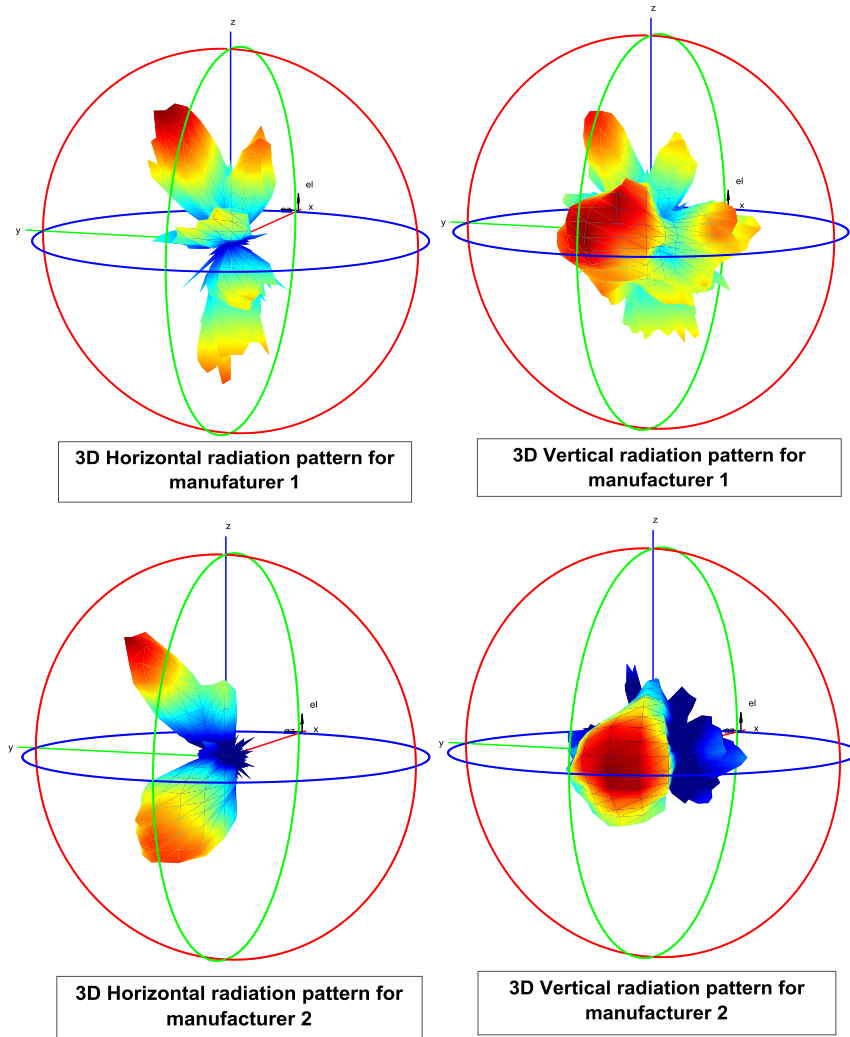 z
z
el
el
x
x
y
y
3D Horizontal radiation pattern for
manufaturer 1
3D Vertical radiation pattern for
manufacturer 1
z
z
el
el
x
x
y
y
3D Horizontal radiation pattern for
manufacturer 2
3D Vertical radiation pattern for
manufacturer 2